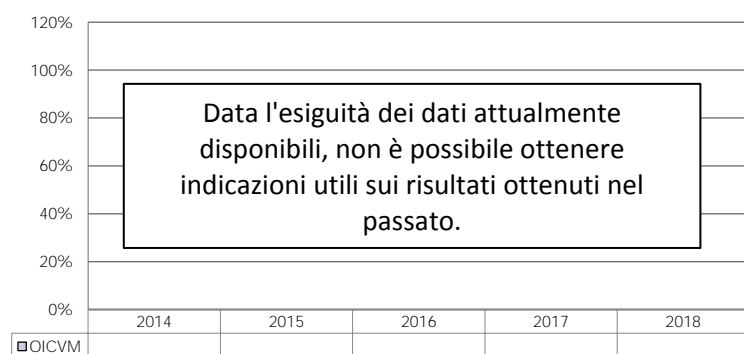 120%
100%
80%
60%
40%
20%
0%
Data l'esiguità dei dati attualmente
disponibili, non è possibile ottenere
indicazioni utili sui risultati ottenuti nel
passato.
2014 2015 2016 2017 2018
OICVM